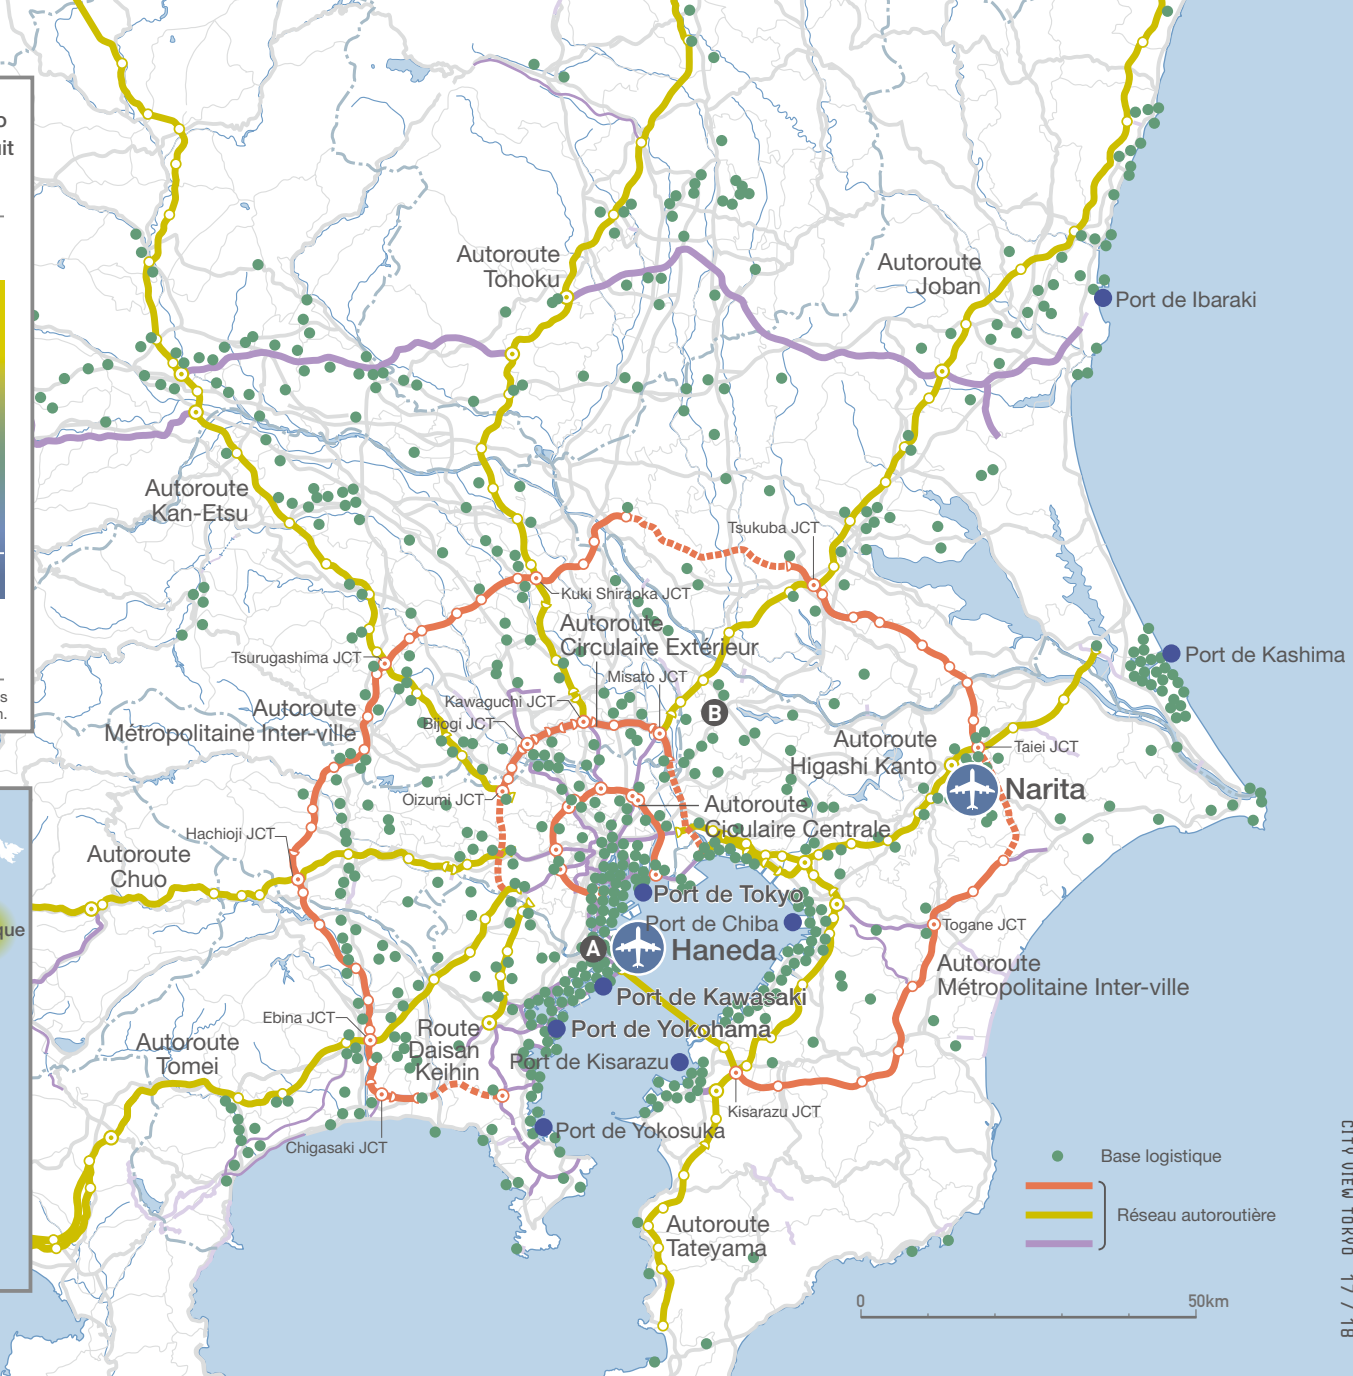 o
it
s
n.
que
Autoroute
Tohoku
Autoroute
Joban
Port de Ibaraki
Autoroute
Kan-Etsu
Tsukuba JCT
Kuki Shiraoka JCT
Autoroute
Circulaire Extérieur
Tsurugashima JCT
Misato JCT
Port de Kashima
Kawaguchi JCT
Autoroute
Métropolitaine Inter-ville
Bijogi JCT
B
Autoroute
Higashi Kanto
Taiei JCT
Narita
Oizumi JCT
Autoroute
Ciculaire Centrale
Hachioji JCT
Autoroute
Chuo
Port de Tokyo
Port de Chiba
Togane JCT
A
Haneda
Autoroute
Métropolitaine Inter-ville
Port de Kawasaki
Ebina JCT
Route
Daisan
Keihin
Port de Yokohama
Autoroute
Tomei
Port de Kisarazu
Kisarazu JCT
Port de Yokosuka
Chigasaki JCT
Autoroute
Tateyama
Base logistique
Réseau autoroutière
0 50km
CITY VIEW TOKYO 17 / 18